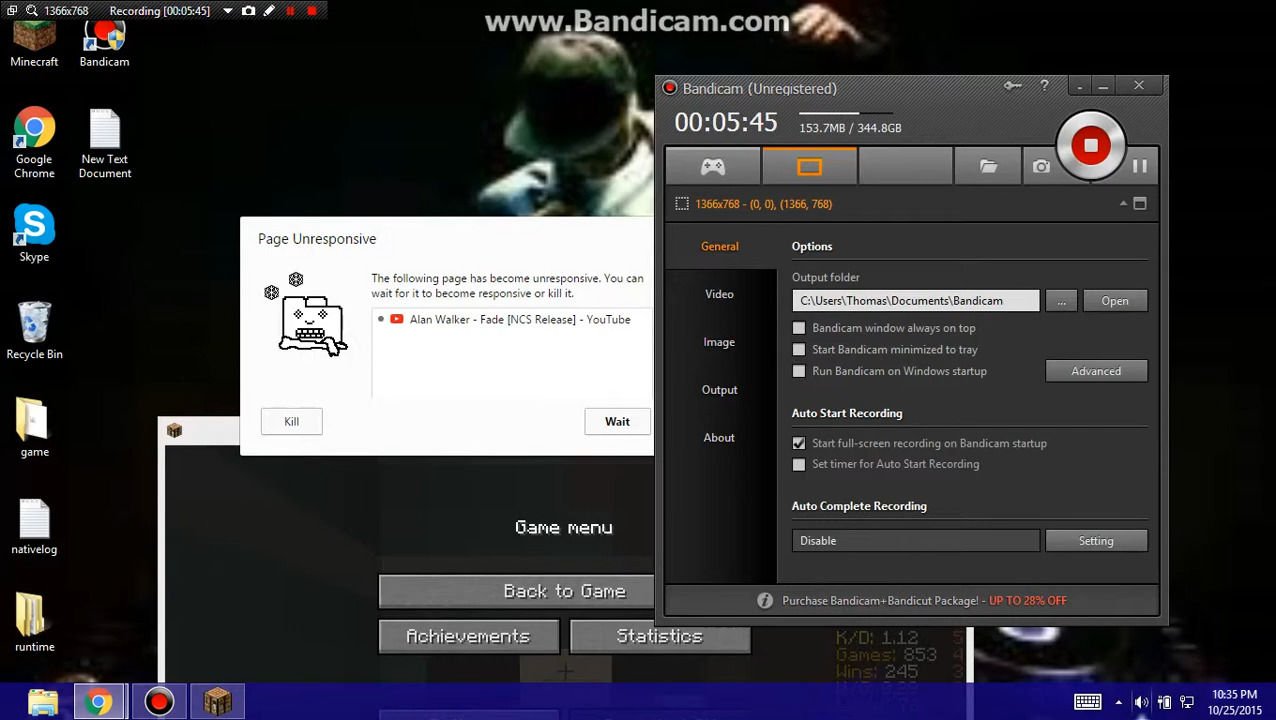 1366x768 Recording [00:05:45]
www.Bandicam.com
Minecraft
Bandicam
Google
Chrome
New Text
Document
Skype
Recycle Bin
game
nativelog
runtime
Page Unresponsive
The following page has become unresponsive. You can
wait for it to become responsive or kill it.
Alan Walker - Fade [NCS Release] - YouTube
Kill
Wait
Game menu
Back to Game
Achievements
Statistics
K/D: 1.12 5
Games: 853 4
Wins: 245 3
Bandicam (Unregistered)
?
00:05:45
153.7MB / 344.8GB
1366x768 - (0, 0), (1366, 768)
General
Video
Image
Output
About
Options
Output folder
C:\Users\Thomas\Documents\Bandicam
...
Open
Bandicam window always on top
Start Bandicam minimized to tray
Run Bandicam on Windows startup
Advanced
Auto Start Recording
Start full-screen recording on Bandicam startup
Set timer for Auto Start Recording
Auto Complete Recording
Disable
Setting
Purchase Bandicam+Bandicut Package! - UP TO 28% OFF
10:35 PM
10/25/2015